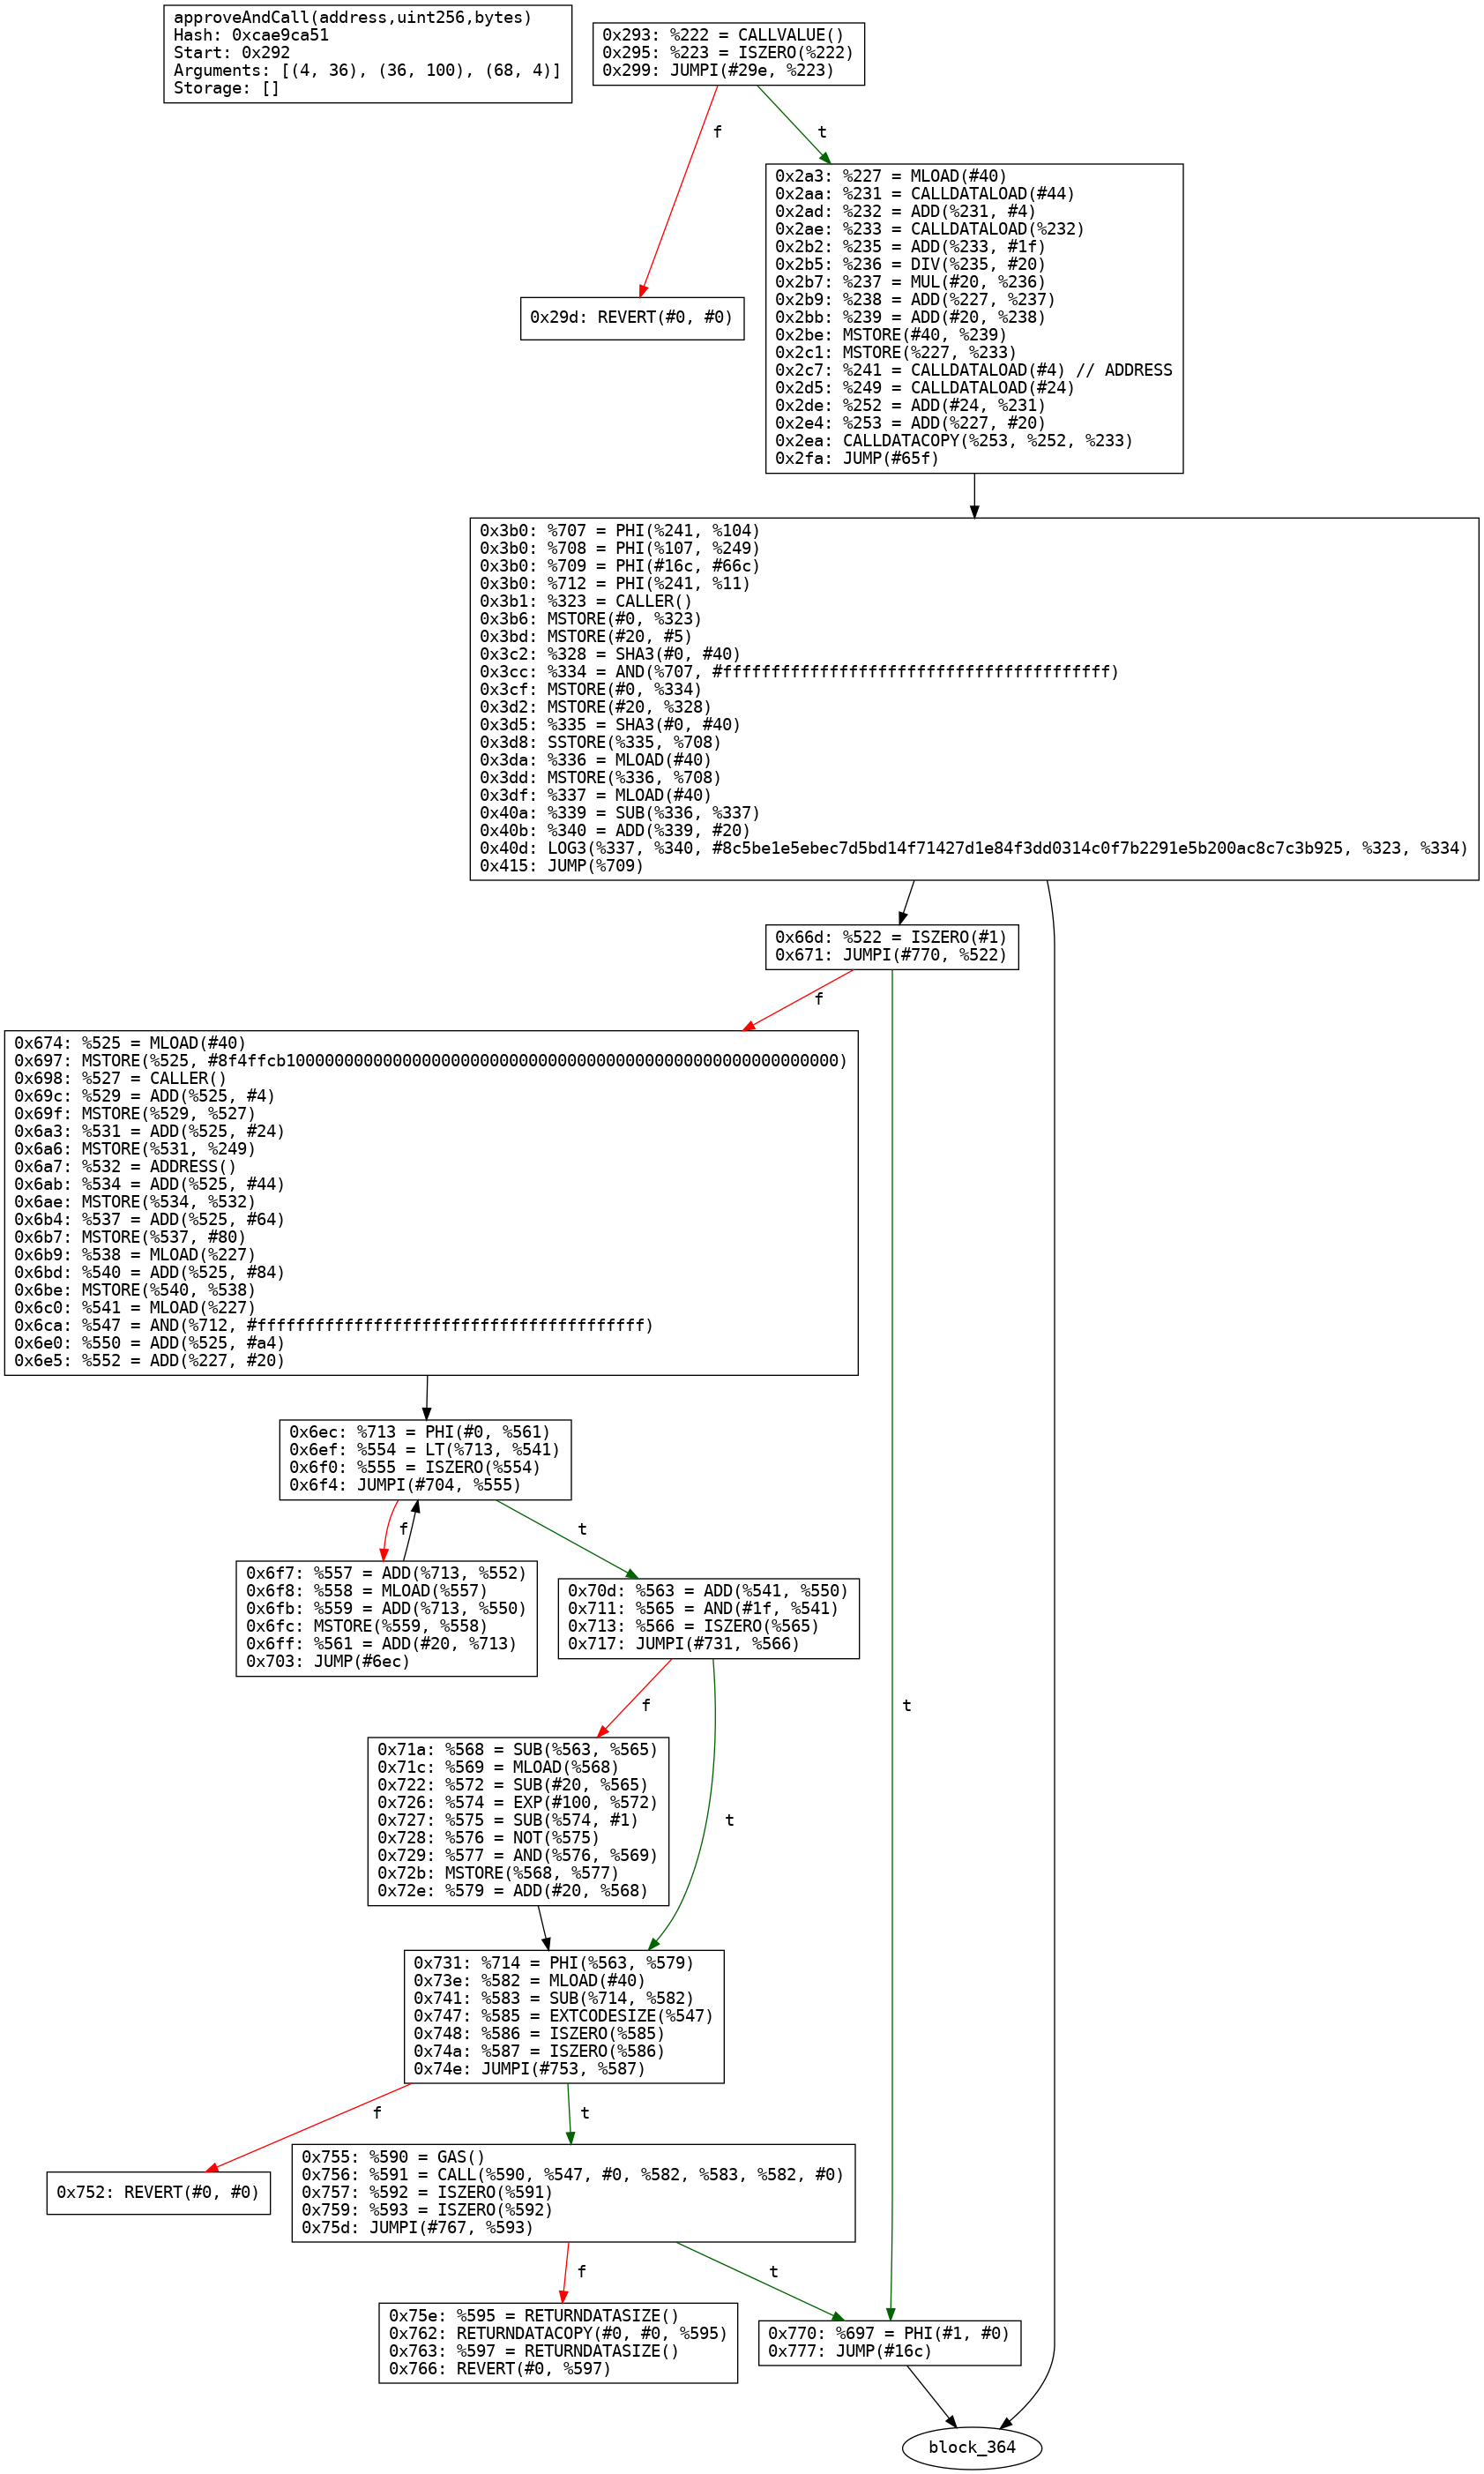 approveAndCall(address,uint256,bytes)
Hash: 0xcae9ca51
Start: 0x292
Arguments: [(4, 36), (36, 100), (68, 4)]
Storage: []
0x293: %222 = CALLVALUE()
0x295: %223 = ISZERO(%222)
0x299: JUMPI(#29e, %223)
f
t
0x29d: REVERT(#0, #0)
0x2a3: %227 = MLOAD(#40)
0x2aa: %231 = CALLDATALOAD(#44)
0x2ad: %232 = ADD(%231, #4)
0x2ae: %233 = CALLDATALOAD(%232)
0x2b2: %235 = ADD(%233, #1f)
0x2b5: %236 = DIV(%235, #20)
0x2b7: %237 = MUL(#20, %236)
0x2b9: %238 = ADD(%227, %237)
0x2bb: %239 = ADD(#20, %238)
0x2be: MSTORE(#40, %239)
0x2c1: MSTORE(%227, %233)
0x2c7: %241 = CALLDATALOAD(#4) // ADDRESS
0x2d5: %249 = CALLDATALOAD(#24)
0x2de: %252 = ADD(#24, %231)
0x2e4: %253 = ADD(%227, #20)
0x2ea: CALLDATACOPY(%253, %252, %233)
0x2fa: JUMP(#65f)
0x3b0: %707 = PHI(%241, %104)
0x3b0: %708 = PHI(%107, %249)
0x3b0: %709 = PHI(#16c, #66c)
0x3b0: %712 = PHI(%241, %11)
0x3b1: %323 = CALLER()
0x3b6: MSTORE(#0, %323)
0x3bd: MSTORE(#20, #5)
0x3c2: %328 = SHA3(#0, #40)
0x3cc: %334 = AND(%707, #ffffffffffffffffffffffffffffffffffffffff)
0x3cf: MSTORE(#0, %334)
0x3d2: MSTORE(#20, %328)
0x3d5: %335 = SHA3(#0, #40)
0x3d8: SSTORE(%335, %708)
0x3da: %336 = MLOAD(#40)
0x3dd: MSTORE(%336, %708)
0x3df: %337 = MLOAD(#40)
0x40a: %339 = SUB(%336, %337)
0x40b: %340 = ADD(%339, #20)
0x40d: LOG3(%337, %340, #8c5be1e5ebec7d5bd14f71427d1e84f3dd0314c0f7b2291e5b200ac8c7c3b925, %323, %334)
0x415: JUMP(%709)
0x66d: %522 = ISZERO(#1)
0x671: JUMPI(#770, %522)
f
t
0x674: %525 = MLOAD(#40)
0x697: MSTORE(%525, #8f4ffcb100000000000000000000000000000000000000000000000000000000)
0x698: %527 = CALLER()
0x69c: %529 = ADD(%525, #4)
0x69f: MSTORE(%529, %527)
0x6a3: %531 = ADD(%525, #24)
0x6a6: MSTORE(%531, %249)
0x6a7: %532 = ADDRESS()
0x6ab: %534 = ADD(%525, #44)
0x6ae: MSTORE(%534, %532)
0x6b4: %537 = ADD(%525, #64)
0x6b7: MSTORE(%537, #80)
0x6b9: %538 = MLOAD(%227)
0x6bd: %540 = ADD(%525, #84)
0x6be: MSTORE(%540, %538)
0x6c0: %541 = MLOAD(%227)
0x6ca: %547 = AND(%712, #ffffffffffffffffffffffffffffffffffffffff)
0x6e0: %550 = ADD(%525, #a4)
0x6e5: %552 = ADD(%227, #20)
0x6ec: %713 = PHI(#0, %561)
0x6ef: %554 = LT(%713, %541)
0x6f0: %555 = ISZERO(%554)
0x6f4: JUMPI(#704, %555)
f
t
0x6f7: %557 = ADD(%713, %552)
0x6f8: %558 = MLOAD(%557)
0x6fb: %559 = ADD(%713, %550)
0x6fc: MSTORE(%559, %558)
0x6ff: %561 = ADD(#20, %713)
0x703: JUMP(#6ec)
0x70d: %563 = ADD(%541, %550)
0x711: %565 = AND(#1f, %541)
0x713: %566 = ISZERO(%565)
0x717: JUMPI(#731, %566)
f
t
0x71a: %568 = SUB(%563, %565)
0x71c: %569 = MLOAD(%568)
0x722: %572 = SUB(#20, %565)
0x726: %574 = EXP(#100, %572)
0x727: %575 = SUB(%574, #1)
0x728: %576 = NOT(%575)
0x729: %577 = AND(%576, %569)
0x72b: MSTORE(%568, %577)
0x72e: %579 = ADD(#20, %568)
0x731: %714 = PHI(%563, %579)
0x73e: %582 = MLOAD(#40)
0x741: %583 = SUB(%714, %582)
0x747: %585 = EXTCODESIZE(%547)
0x748: %586 = ISZERO(%585)
0x74a: %587 = ISZERO(%586)
0x74e: JUMPI(#753, %587)
f
t
0x752: REVERT(#0, #0)
0x755: %590 = GAS()
0x756: %591 = CALL(%590, %547, #0, %582, %583, %582, #0)
0x757: %592 = ISZERO(%591)
0x759: %593 = ISZERO(%592)
0x75d: JUMPI(#767, %593)
f
t
0x75e: %595 = RETURNDATASIZE()
0x762: RETURNDATACOPY(#0, #0, %595)
0x763: %597 = RETURNDATASIZE()
0x766: REVERT(#0, %597)
0x770: %697 = PHI(#1, #0)
0x777: JUMP(#16c)
block_364